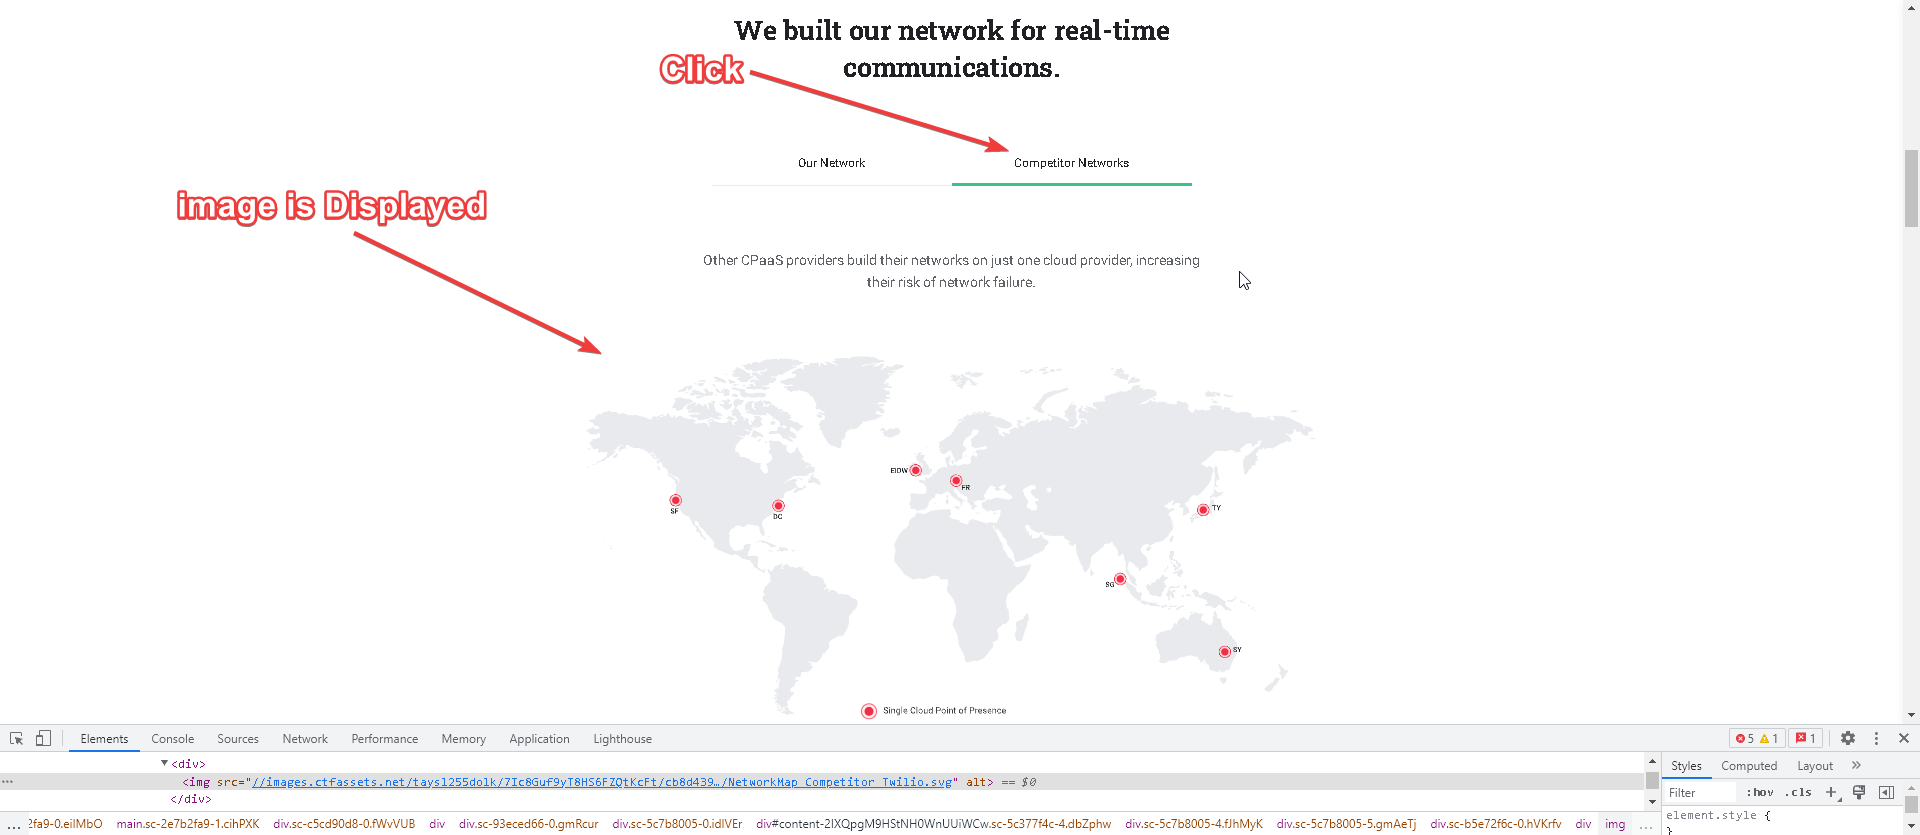 We built our network for real-time
communications.
Click
Our Network
Competitor Networks
image is Displayed
Other CPaaS providers build their networks on just one cloud provider, increasing
their risk of network failure.
EIDW
FR
SF
DC
TY
SG
SY
Single Cloud Point of Presence
Elements Console Sources Network Performance Memory Application Lighthouse
5 1 1
<div>
<img src="//images.ctfassets.net/taysl255dolk/7Ic8Guf9yT8HS6FZQtKcFt/cb8d439…/NetworkMap_Competitor_Twilio.svg" alt> == $0
</div>
Styles Computed Layout »
Filter :hov .cls +
element.style {
}
... 2fa9-0.eiIMbO main.sc-2e7b2fa9-1.cihPXK div.sc-c5cd90d8-0.fWvVUB div div.sc-93eced66-0.gmRcur div.sc-5c7b8005-0.idIVEr div#content-2IXQpgM9HStNH0WnUUiWCw.sc-5c377f4c-4.dbZphw div.sc-5c7b8005-4.fJhMyK div.sc-5c7b8005-5.gmAeTj div.sc-b5e72f6c-0.hVKrfv div img ...